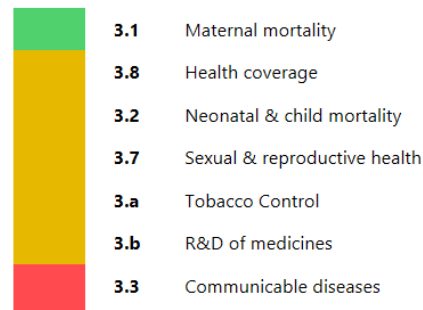 3.1 Maternal mortality
3.8 Health coverage
3.2 Neonatal & child mortality
3.7 Sexual & reproductive health
3.a Tobacco Control
3.b R&D of medicines
3.3 Communicable diseases